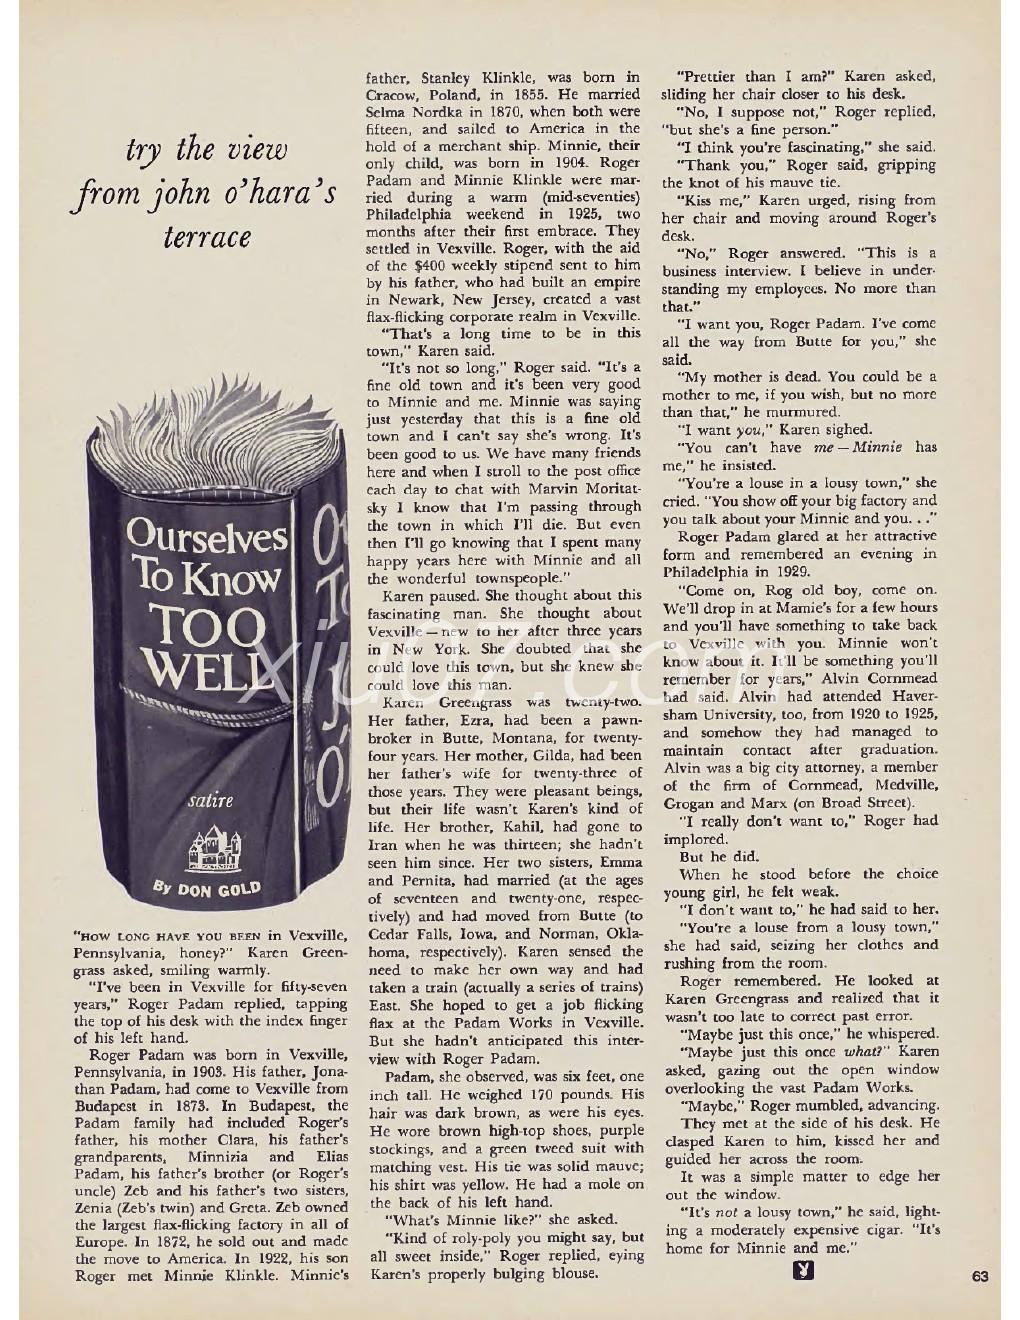 try the view
from john o'hara's
terrace
Ourselves
To Know
TOO
WELL
satire
By DON GOLD
"HOW LONG HAVE YOU BEEN in Vexville,
Pennsylvania, honey?" Karen Green-
grass asked, smiling warmly.
"I've been in Vexville for fifty-seven
years," Roger Padam replied, tapping
the top of his desk with the index finger
of his left hand.
Roger Padam was born in Vexville,
Pennsylvania, in 1903. His father, Jona-
than Padam, had come to Vexville from
Budapest in 1873. In Budapest, the
Padam family had included Roger's
father, his mother Clara, his father's
grandparents, Minnizia and Elias
Padam, his father's brother (or Roger's
uncle) Zeb and his father's two sisters,
Zenia (Zeb's twin) and Greta. Zeb owned
the largest flax-flicking factory in all of
Europe. In 1872, he sold out and made
the move to America. In 1922, his son
Roger met Minnie Klinkle. Minnie's
father, Stanley Klinkle, was born in
Cracow, Poland, in 1855. He married
Selma Nordka in 1870, when both were
fifteen, and sailed to America in the
hold of a merchant ship. Minnie, their
only child, was born in 1904. Roger
Padam and Minnie Klinkle were mar-
ried during a warm (mid-seventies)
Philadelphia weekend in 1925, two
months after their first embrace. They
settled in Vexville. Roger, with the aid
of the $400 weekly stipend sent to him
by his father, who had built an empire
in Newark, New Jersey, created a vast
flax-flicking corporate realm in Vexville.
"That's a long time to be in this
town," Karen said.
"It's not so long," Roger said. "It's a
fine old town and it's been very good
to Minnie and me. Minnie was saying
just yesterday that this is a fine old
town and I can't say she's wrong. It's
been good to us. We have many friends
here and when I stroll to the post office
each day to chat with Marvin Moritat-
sky I know that I'm passing through
the town in which I'll die. But even
then I'll go knowing that I spent many
happy years here with Minnie and all
the wonderful townspeople."
Karen paused. She thought about this
fascinating man. She thought about
Vexville — new to her after three years
in New York. She doubted that she
could love this town, but she knew she
could love this man.
Karen Greengrass was twenty-two.
Her father, Ezra, had been a pawn-
broker in Butte, Montana, for twenty-
four years. Her mother, Gilda, had been
her father's wife for twenty-three of
those years. They were pleasant beings,
but their life wasn't Karen's kind of
life. Her brother, Kahil, had gone to
Iran when he was thirteen; she hadn't
seen him since. Her two sisters, Emma
and Pernita, had married (at the ages
of seventeen and twenty-one, respec-
tively) and had moved from Butte (to
Cedar Falls, Iowa, and Norman, Okla-
homa, respectively). Karen sensed the
need to make her own way and had
taken a train (actually a series of trains)
East. She hoped to get a job flicking
flax at the Padam Works in Vexville.
But she hadn't anticipated this inter-
view with Roger Padam.
Padam, she observed, was six feet, one
inch tall. He weighed 170 pounds. His
hair was dark brown, as were his eyes.
He wore brown high-top shoes, purple
stockings, and a green tweed suit with
matching vest. His tie was solid mauve;
his shirt was yellow. He had a mole on
the back of his left hand.
"What's Minnie like?" she asked.
"Kind of roly-poly you might say, but
all sweet inside," Roger replied, eying
Karen's properly bulging blouse.
"Prettier than I am?" Karen asked,
sliding her chair closer to his desk.
"No, I suppose not," Roger replied,
"but she's a fine person."
"I think you're fascinating," she said.
"Thank you," Roger said, gripping
the knot of his mauve tie.
"Kiss me," Karen urged, rising from
her chair and moving around Roger's
desk.
"No," Roger answered. "This is a
business interview. I believe in under-
standing my employees. No more than
that."
"I want you, Roger Padam. I've come
all the way from Butte for you," she
said.
"My mother is dead. You could be a
mother to me, if you wish, but no more
than that," he murmured.
"I want you," Karen sighed.
"You can't have me — Minnie has
me," he insisted.
"You're a louse in a lousy town," she
cried. "You show off your big factory and
you talk about your Minnie and you. . ."
Roger Padam glared at her attractive
form and remembered an evening in
Philadelphia in 1929.
"Come on, Rog old boy, come on.
We'll drop in at Mamie's for a few hours
and you'll have something to take back
to Vexville with you. Minnie won't
know about it. It'll be something you'll
remember for years," Alvin Cornmead
had said. Alvin had attended Haver-
sham University, too, from 1920 to 1925,
and somehow they had managed to
maintain contact after graduation.
Alvin was a big city attorney, a member
of the firm of Cornmead, Medville,
Grogan and Marx (on Broad Street).
"I really don't want to," Roger had
implored.
But he did.
When he stood before the choice
young girl, he felt weak.
"I don't want to," he had said to her.
"You're a louse from a lousy town,"
she had said, seizing her clothes and
rushing from the room.
Roger remembered. He looked at
Karen Greengrass and realized that it
wasn't too late to correct past error.
"Maybe just this once," he whispered.
"Maybe just this once what?" Karen
asked, gazing out the open window
overlooking the vast Padam Works.
"Maybe," Roger mumbled, advancing.
They met at the side of his desk. He
clasped Karen to him, kissed her and
guided her across the room.
It was a simple matter to edge her
out the window.
"It's not a lousy town," he said, light-
ing a moderately expensive cigar. "It's
home for Minnie and me."
63
xiu07.com